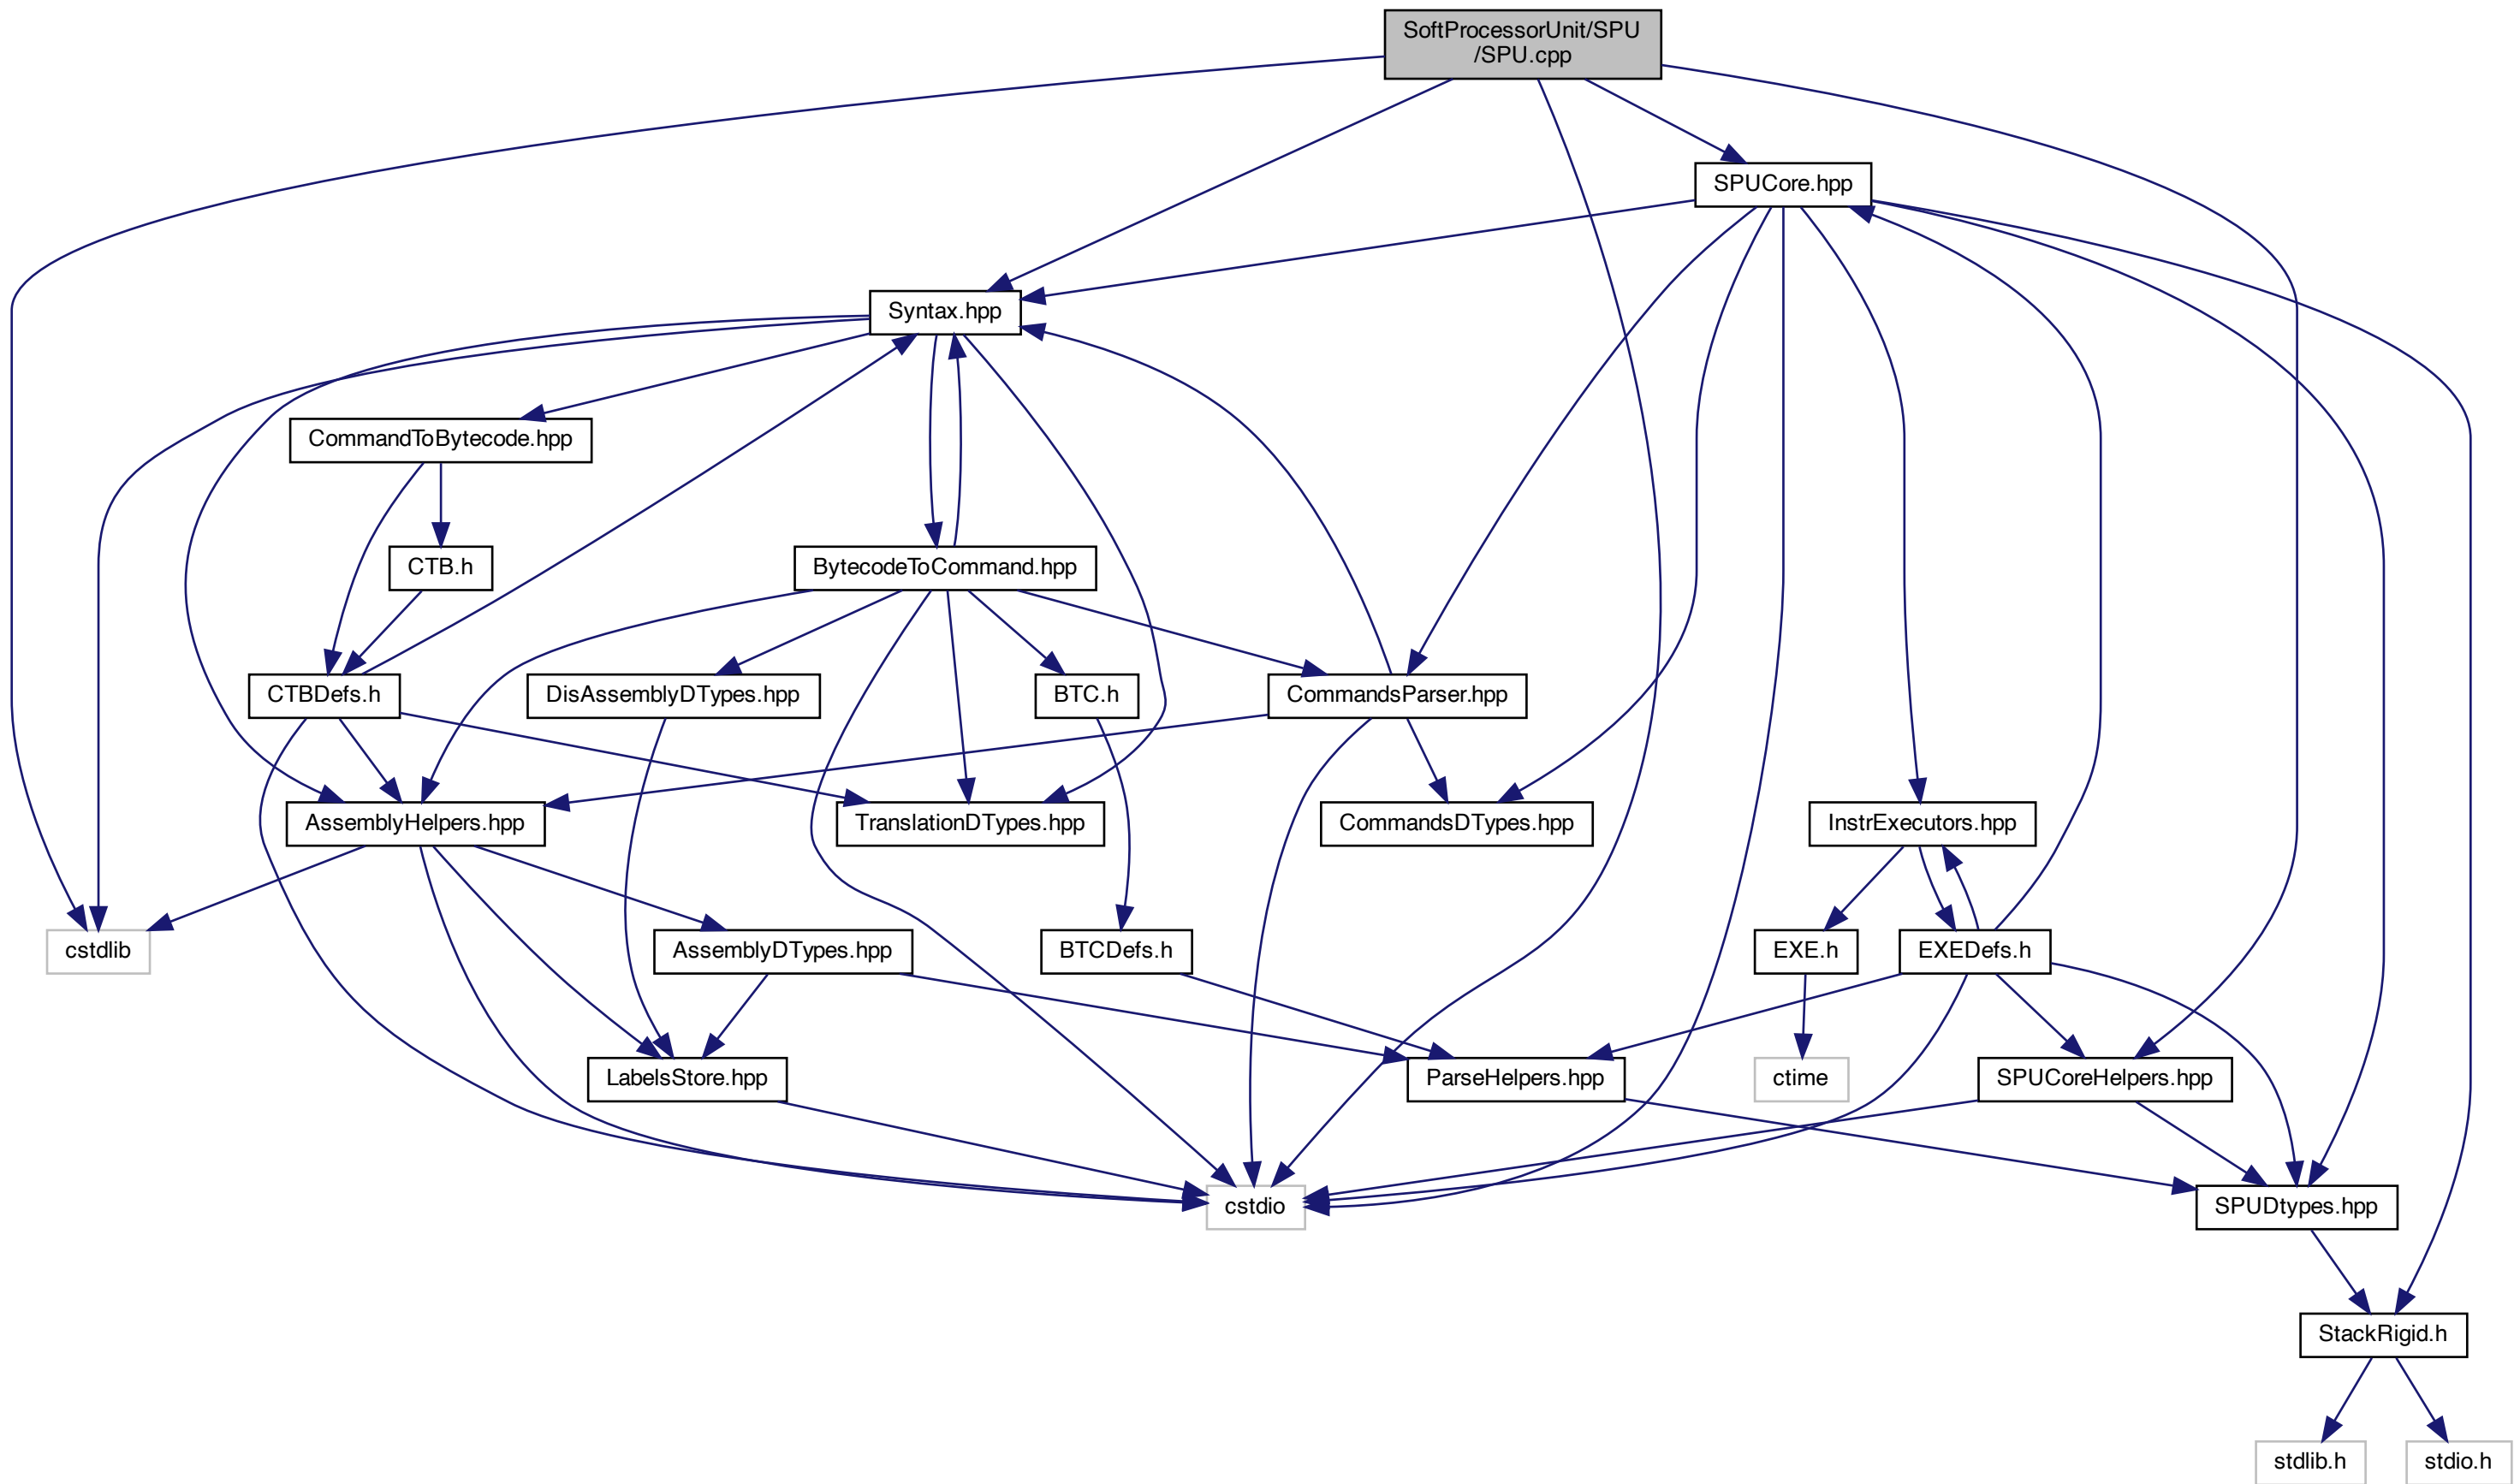 SoftProcessorUnit/SPU
/SPU.cpp
SPUCore.hpp
Syntax.hpp
CommandToBytecode.hpp
CTB.h
BytecodeToCommand.hpp
CTBDefs.h
DisAssemblyDTypes.hpp
BTC.h
CommandsParser.hpp
AssemblyHelpers.hpp
TranslationDTypes.hpp
CommandsDTypes.hpp
InstrExecutors.hpp
cstdlib
AssemblyDTypes.hpp
BTCDefs.h
EXE.h
EXEDefs.h
LabelsStore.hpp
ParseHelpers.hpp
ctime
SPUCoreHelpers.hpp
cstdio
SPUDtypes.hpp
StackRigid.h
stdlib.h
stdio.h